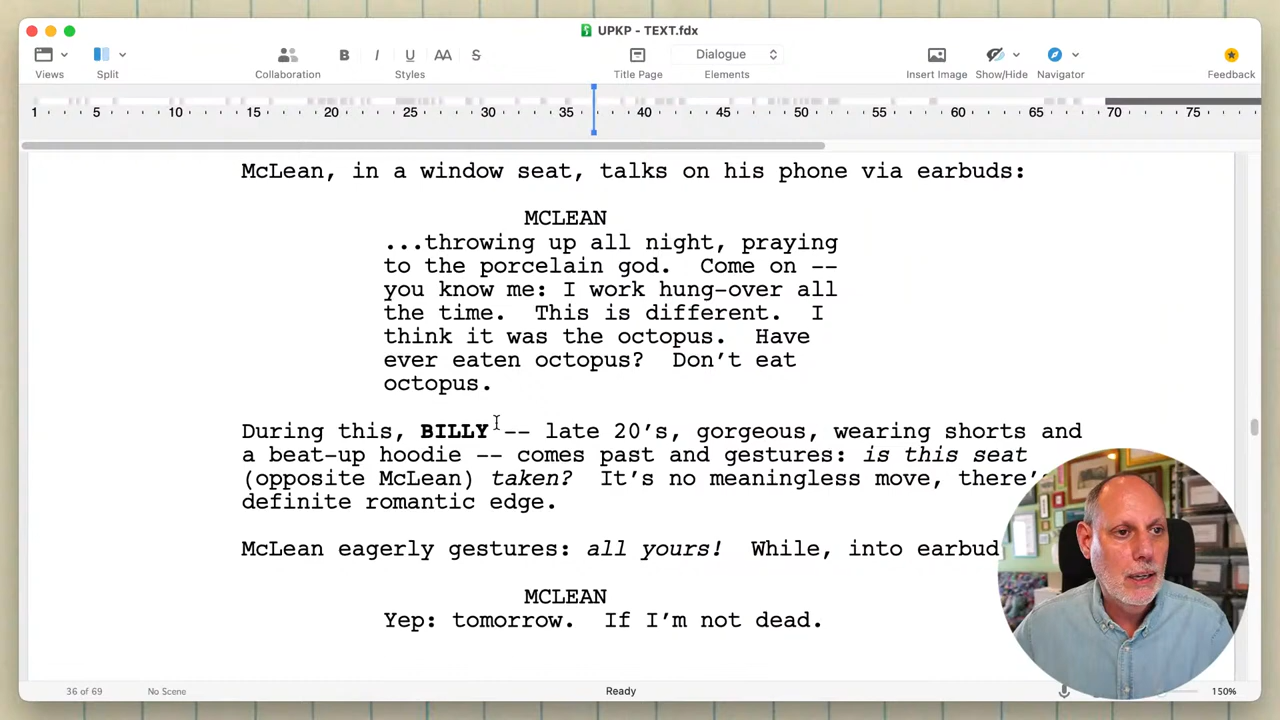 UPKP - TEXT.fdx
B I U AA S Dialogue
Views Split Collaboration Styles Title Page Elements Insert Image Show/Hide Navigator Feedback
1 5 10 15 20 25 30 35 40 45 50 55 60 65 70 75
McLean, in a window seat, talks on his phone via earbuds:
MCLEAN
...throwing up all night, praying
to the porcelain god. Come on --
you know me: I work hung-over all
the time. This is different. I
think it was the octopus. Have
ever eaten octopus? Don't eat
octopus.
During this, BILLY -- late 20's, gorgeous, wearing shorts and
a beat-up hoodie -- comes past and gestures: is this seat
(opposite McLean) taken? It's no meaningless move, there's
definite romantic edge.
McLean eagerly gestures: all yours! While, into earbud
MCLEAN
Yep: tomorrow. If I'm not dead.
36 of 69 No Scene Ready 150%